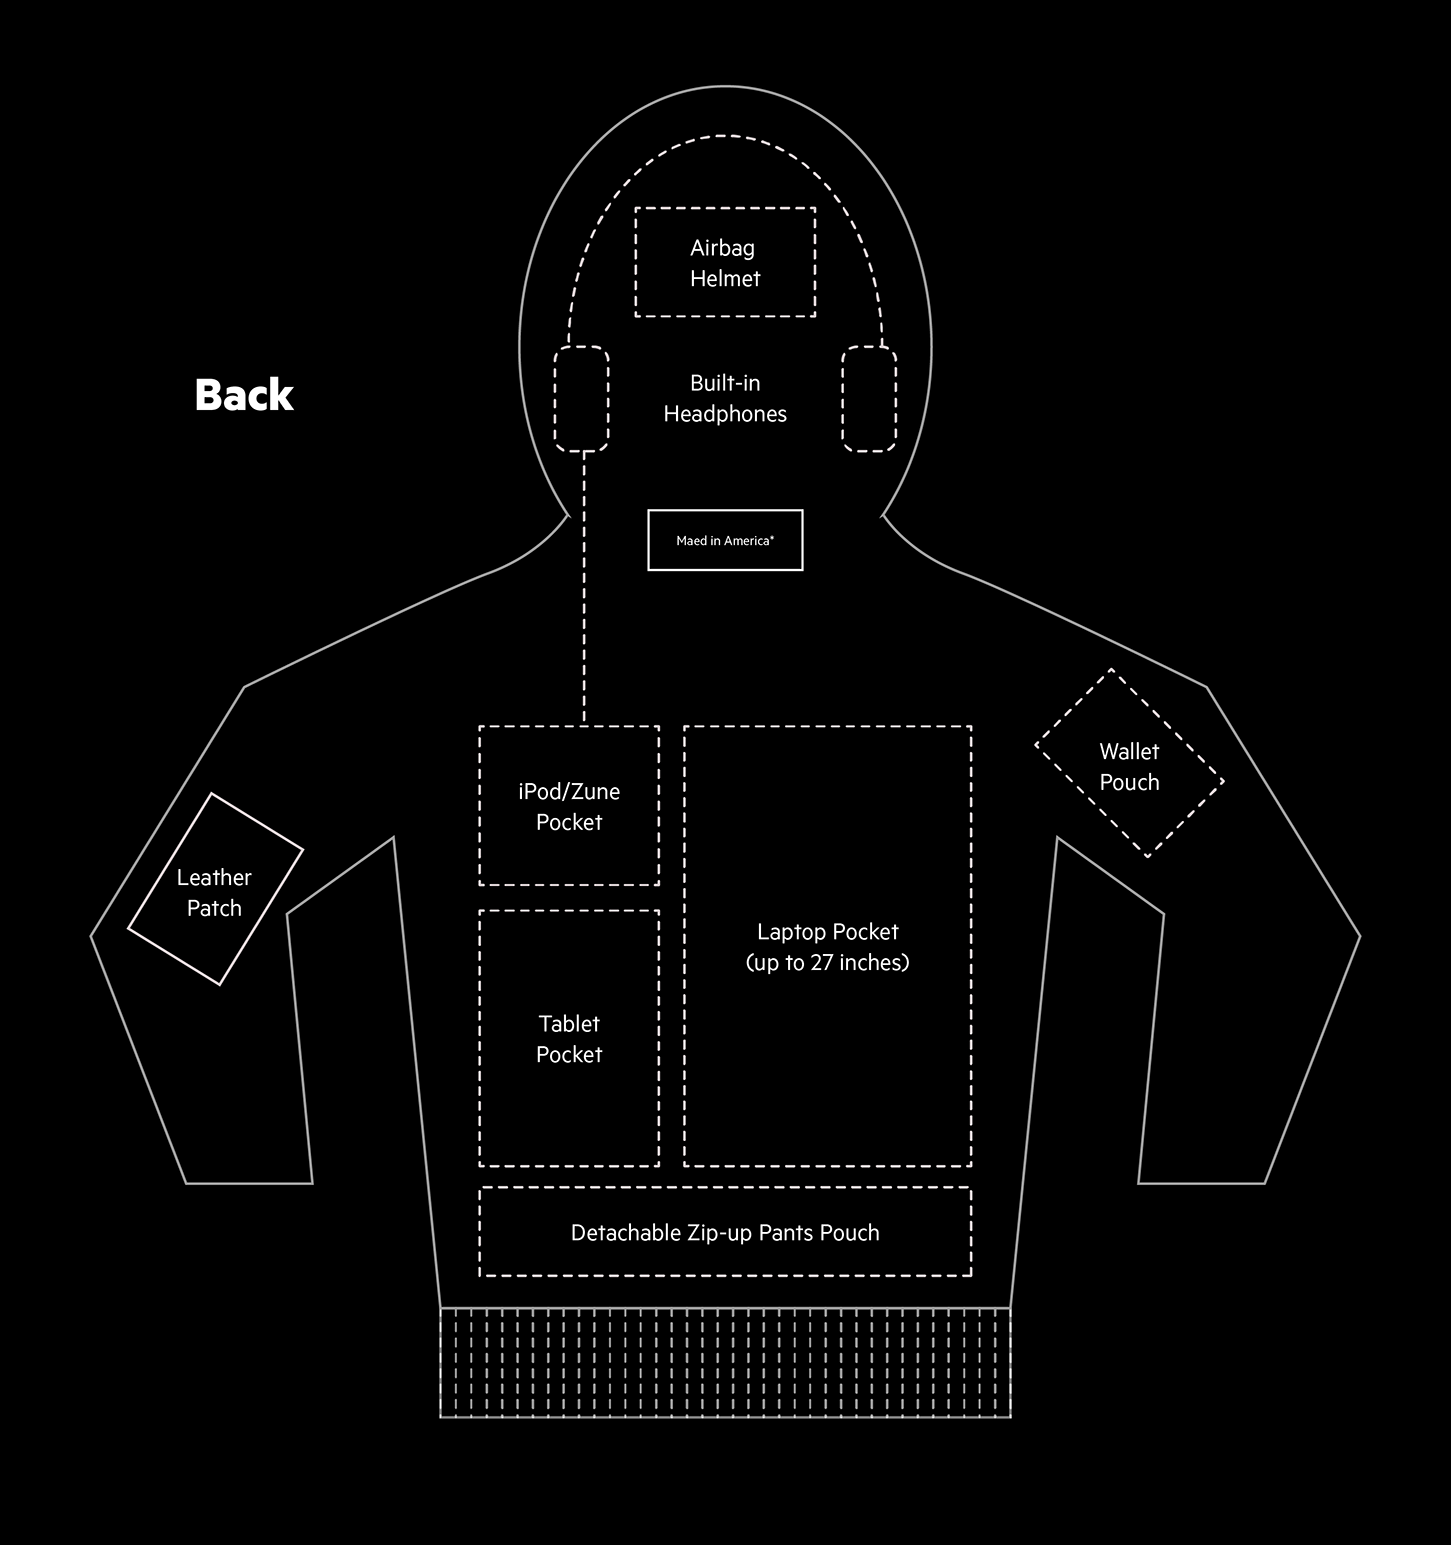 Airbag
Helmet
Back
Built-in
Headphones
Maed in America*
Wallet
Pouch
iPod/Zune
Pocket
Leather
Patch
Laptop Pocket
(up to 27 inches)
Tablet
Pocket
Detachable Zip-up Pants Pouch